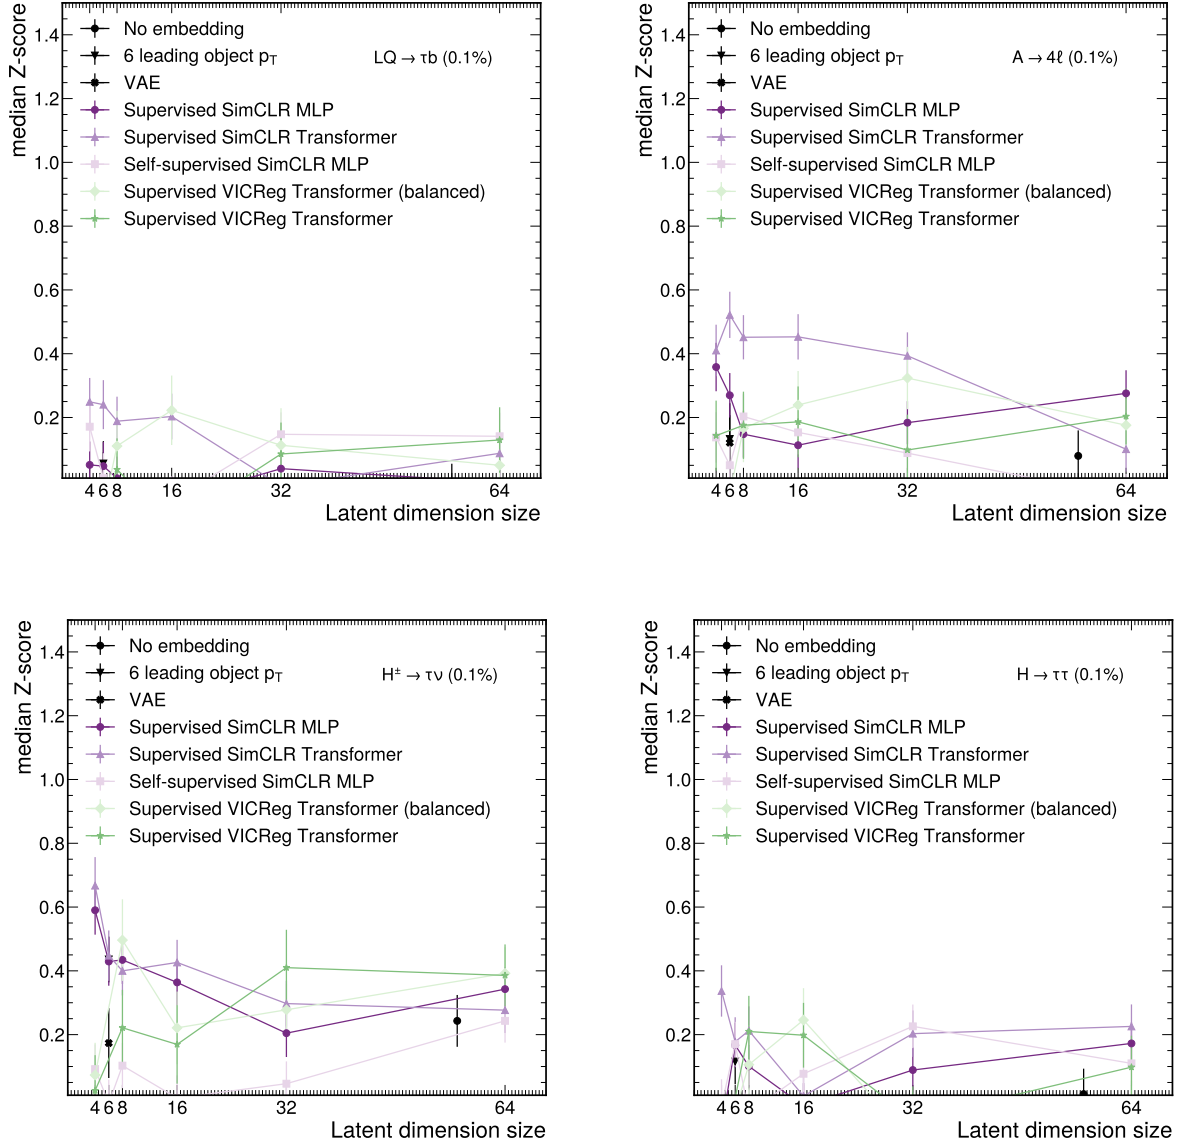 median Z-score
1.4
1.2
1.0
0.8
0.6
0.4
0.2
No embedding
6 leading object pT
VAE
Supervised SimCLR MLP
Supervised SimCLR Transformer
Self-supervised SimCLR MLP
Supervised VICReg Transformer (balanced)
Supervised VICReg Transformer
LQ → τb (0.1%)
4 6 8 16 32 64
Latent dimension size
median Z-score
1.4
1.2
1.0
0.8
0.6
0.4
0.2
No embedding
6 leading object pT
VAE
Supervised SimCLR MLP
Supervised SimCLR Transformer
Self-supervised SimCLR MLP
Supervised VICReg Transformer (balanced)
Supervised VICReg Transformer
A → 4ℓ (0.1%)
4 6 8 16 32 64
Latent dimension size
median Z-score
1.4
1.2
1.0
0.8
0.6
0.4
0.2
No embedding
6 leading object pT
VAE
Supervised SimCLR MLP
Supervised SimCLR Transformer
Self-supervised SimCLR MLP
Supervised VICReg Transformer (balanced)
Supervised VICReg Transformer
H± → τν (0.1%)
4 6 8 16 32 64
Latent dimension size
median Z-score
1.4
1.2
1.0
0.8
0.6
0.4
0.2
No embedding
6 leading object pT
VAE
Supervised SimCLR MLP
Supervised SimCLR Transformer
Self-supervised SimCLR MLP
Supervised VICReg Transformer (balanced)
Supervised VICReg Transformer
H → ττ (0.1%)
4 6 8 16 32 64
Latent dimension size